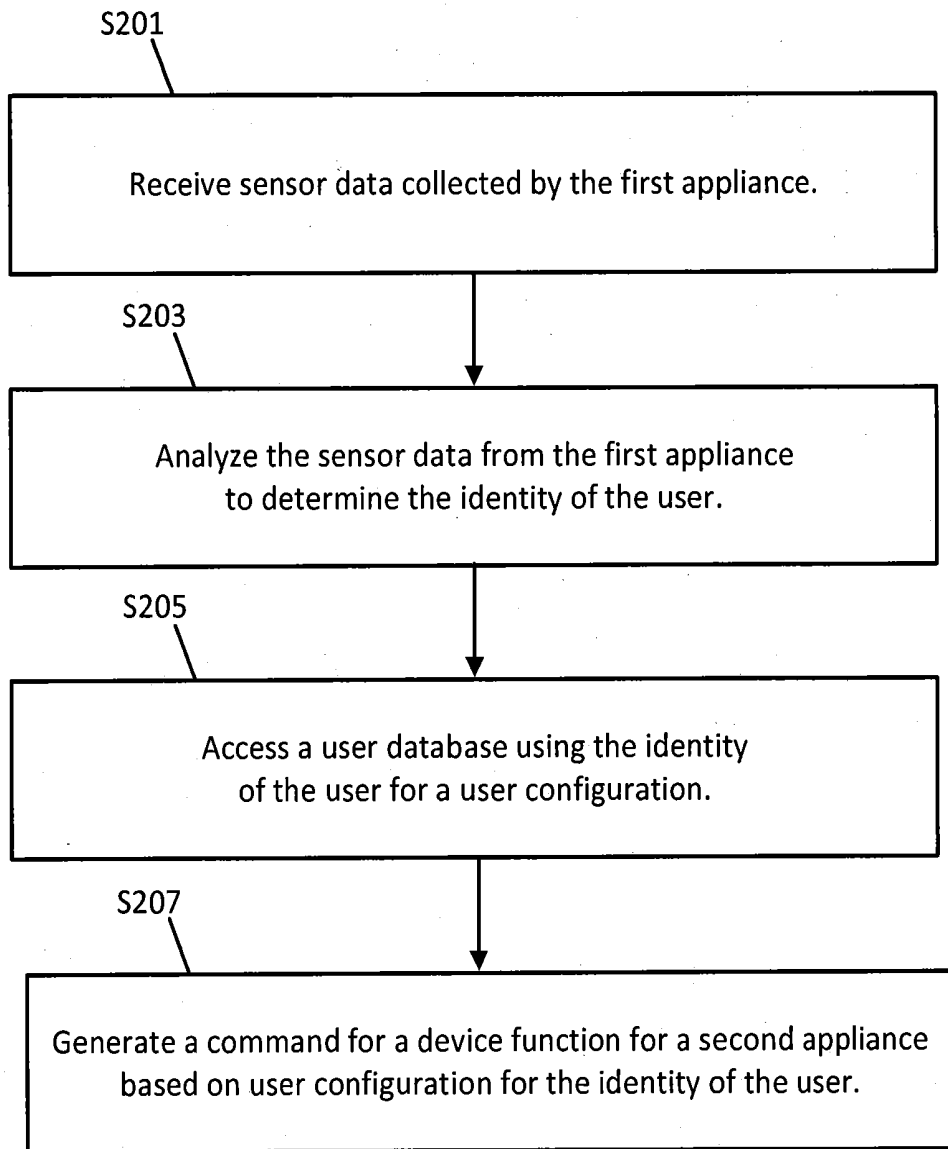 S201
Receive sensor data collected by the first appliance.
S203
Analyze the sensor data from the first appliance
to determine the identity of the user.
S205
Access a user database using the identity
of the user for a user configuration.
S207
Generate a command for a device function for a second appliance
based on user configuration for the identity of the user.